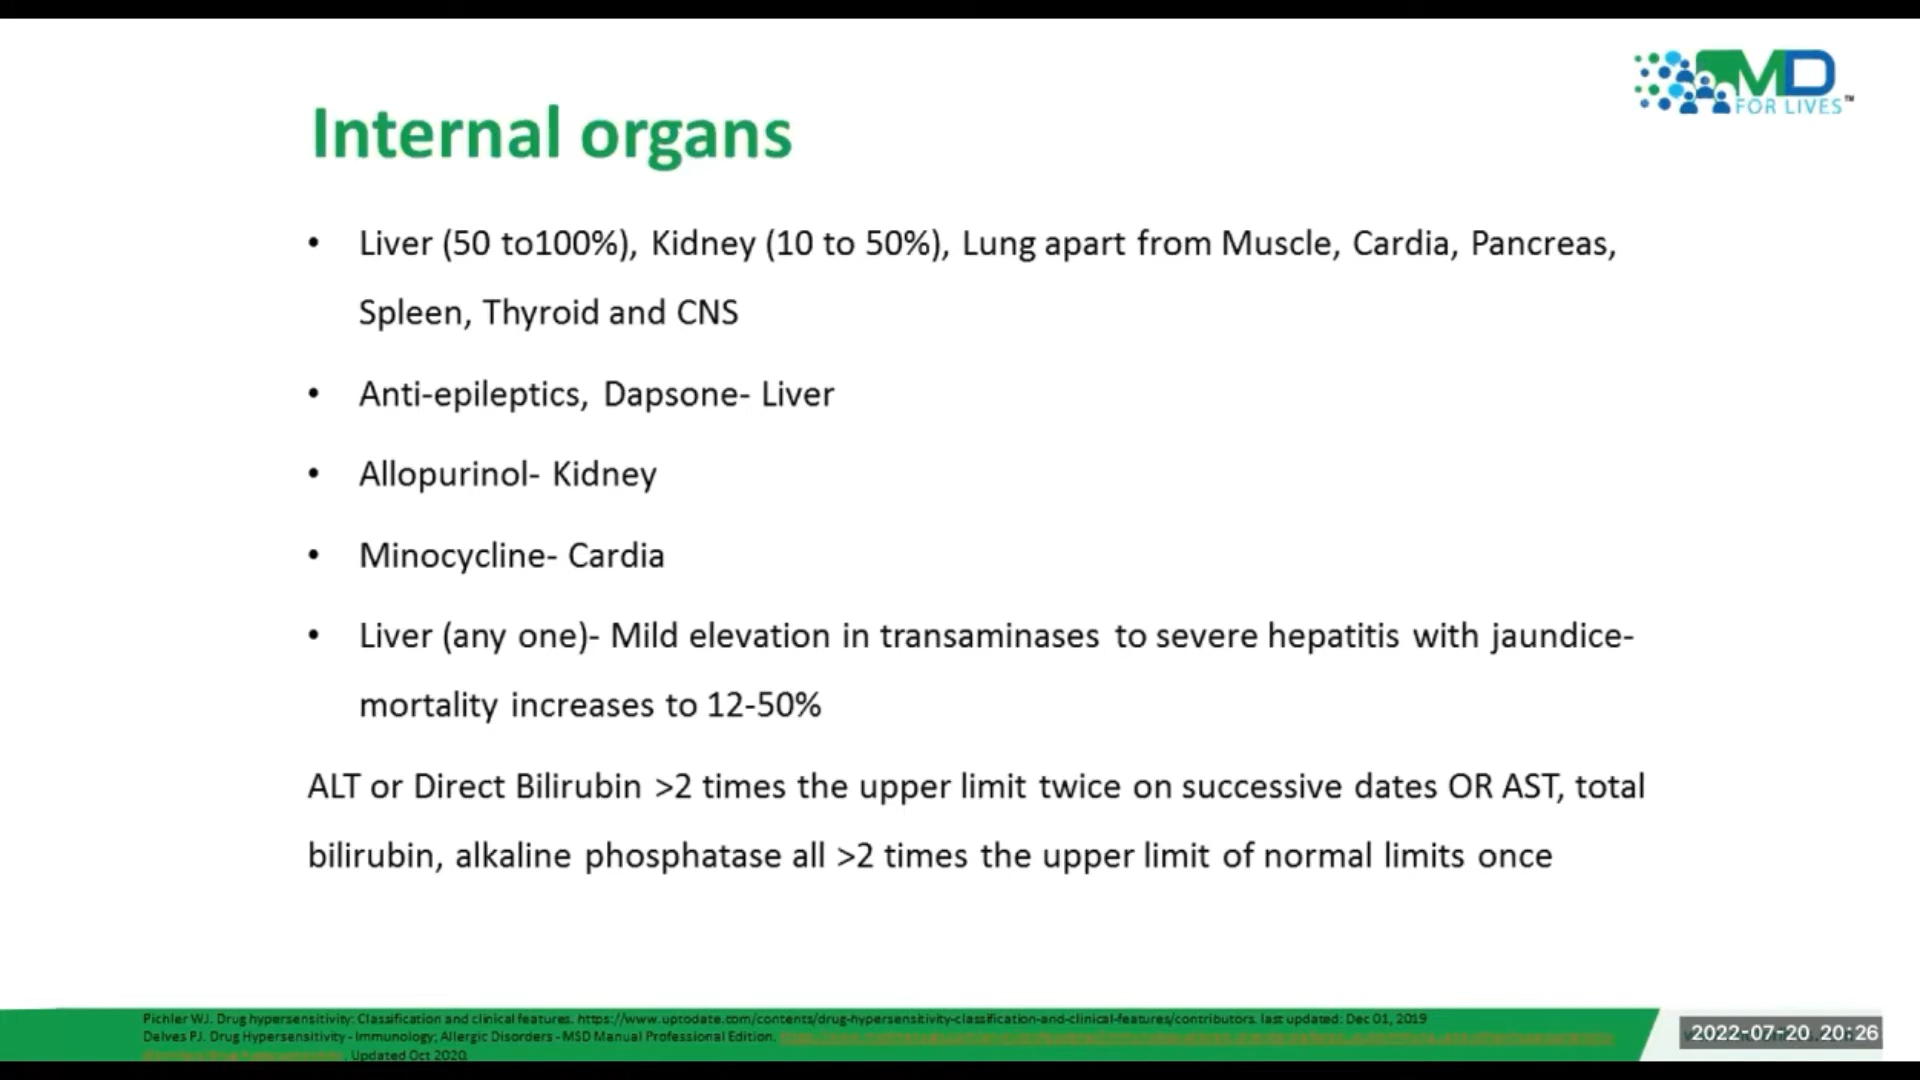 MD
FOR LIVES™
Internal organs
• Liver (50 to100%), Kidney (10 to 50%), Lung apart from Muscle, Cardia, Pancreas,
Spleen, Thyroid and CNS
• Anti-epileptics, Dapsone- Liver
• Allopurinol- Kidney
• Minocycline- Cardia
• Liver (any one)- Mild elevation in transaminases to severe hepatitis with jaundice-
mortality increases to 12-50%
ALT or Direct Bilirubin >2 times the upper limit twice on successive dates OR AST, total
bilirubin, alkaline phosphatase all >2 times the upper limit of normal limits once
Pichler WJ. Drug hypersensitivity: Classification and clinical features. https://www.uptodate.com/contents/drug-hypersensitivity-classification-and-clinical-features/contributors. last updated: Dec 01, 2019
Delves PJ. Drug Hypersensitivity - Immunology; Allergic Disorders - MSD Manual Professional Edition.
. Updated Oct 2020.
2022-07-20 20:26